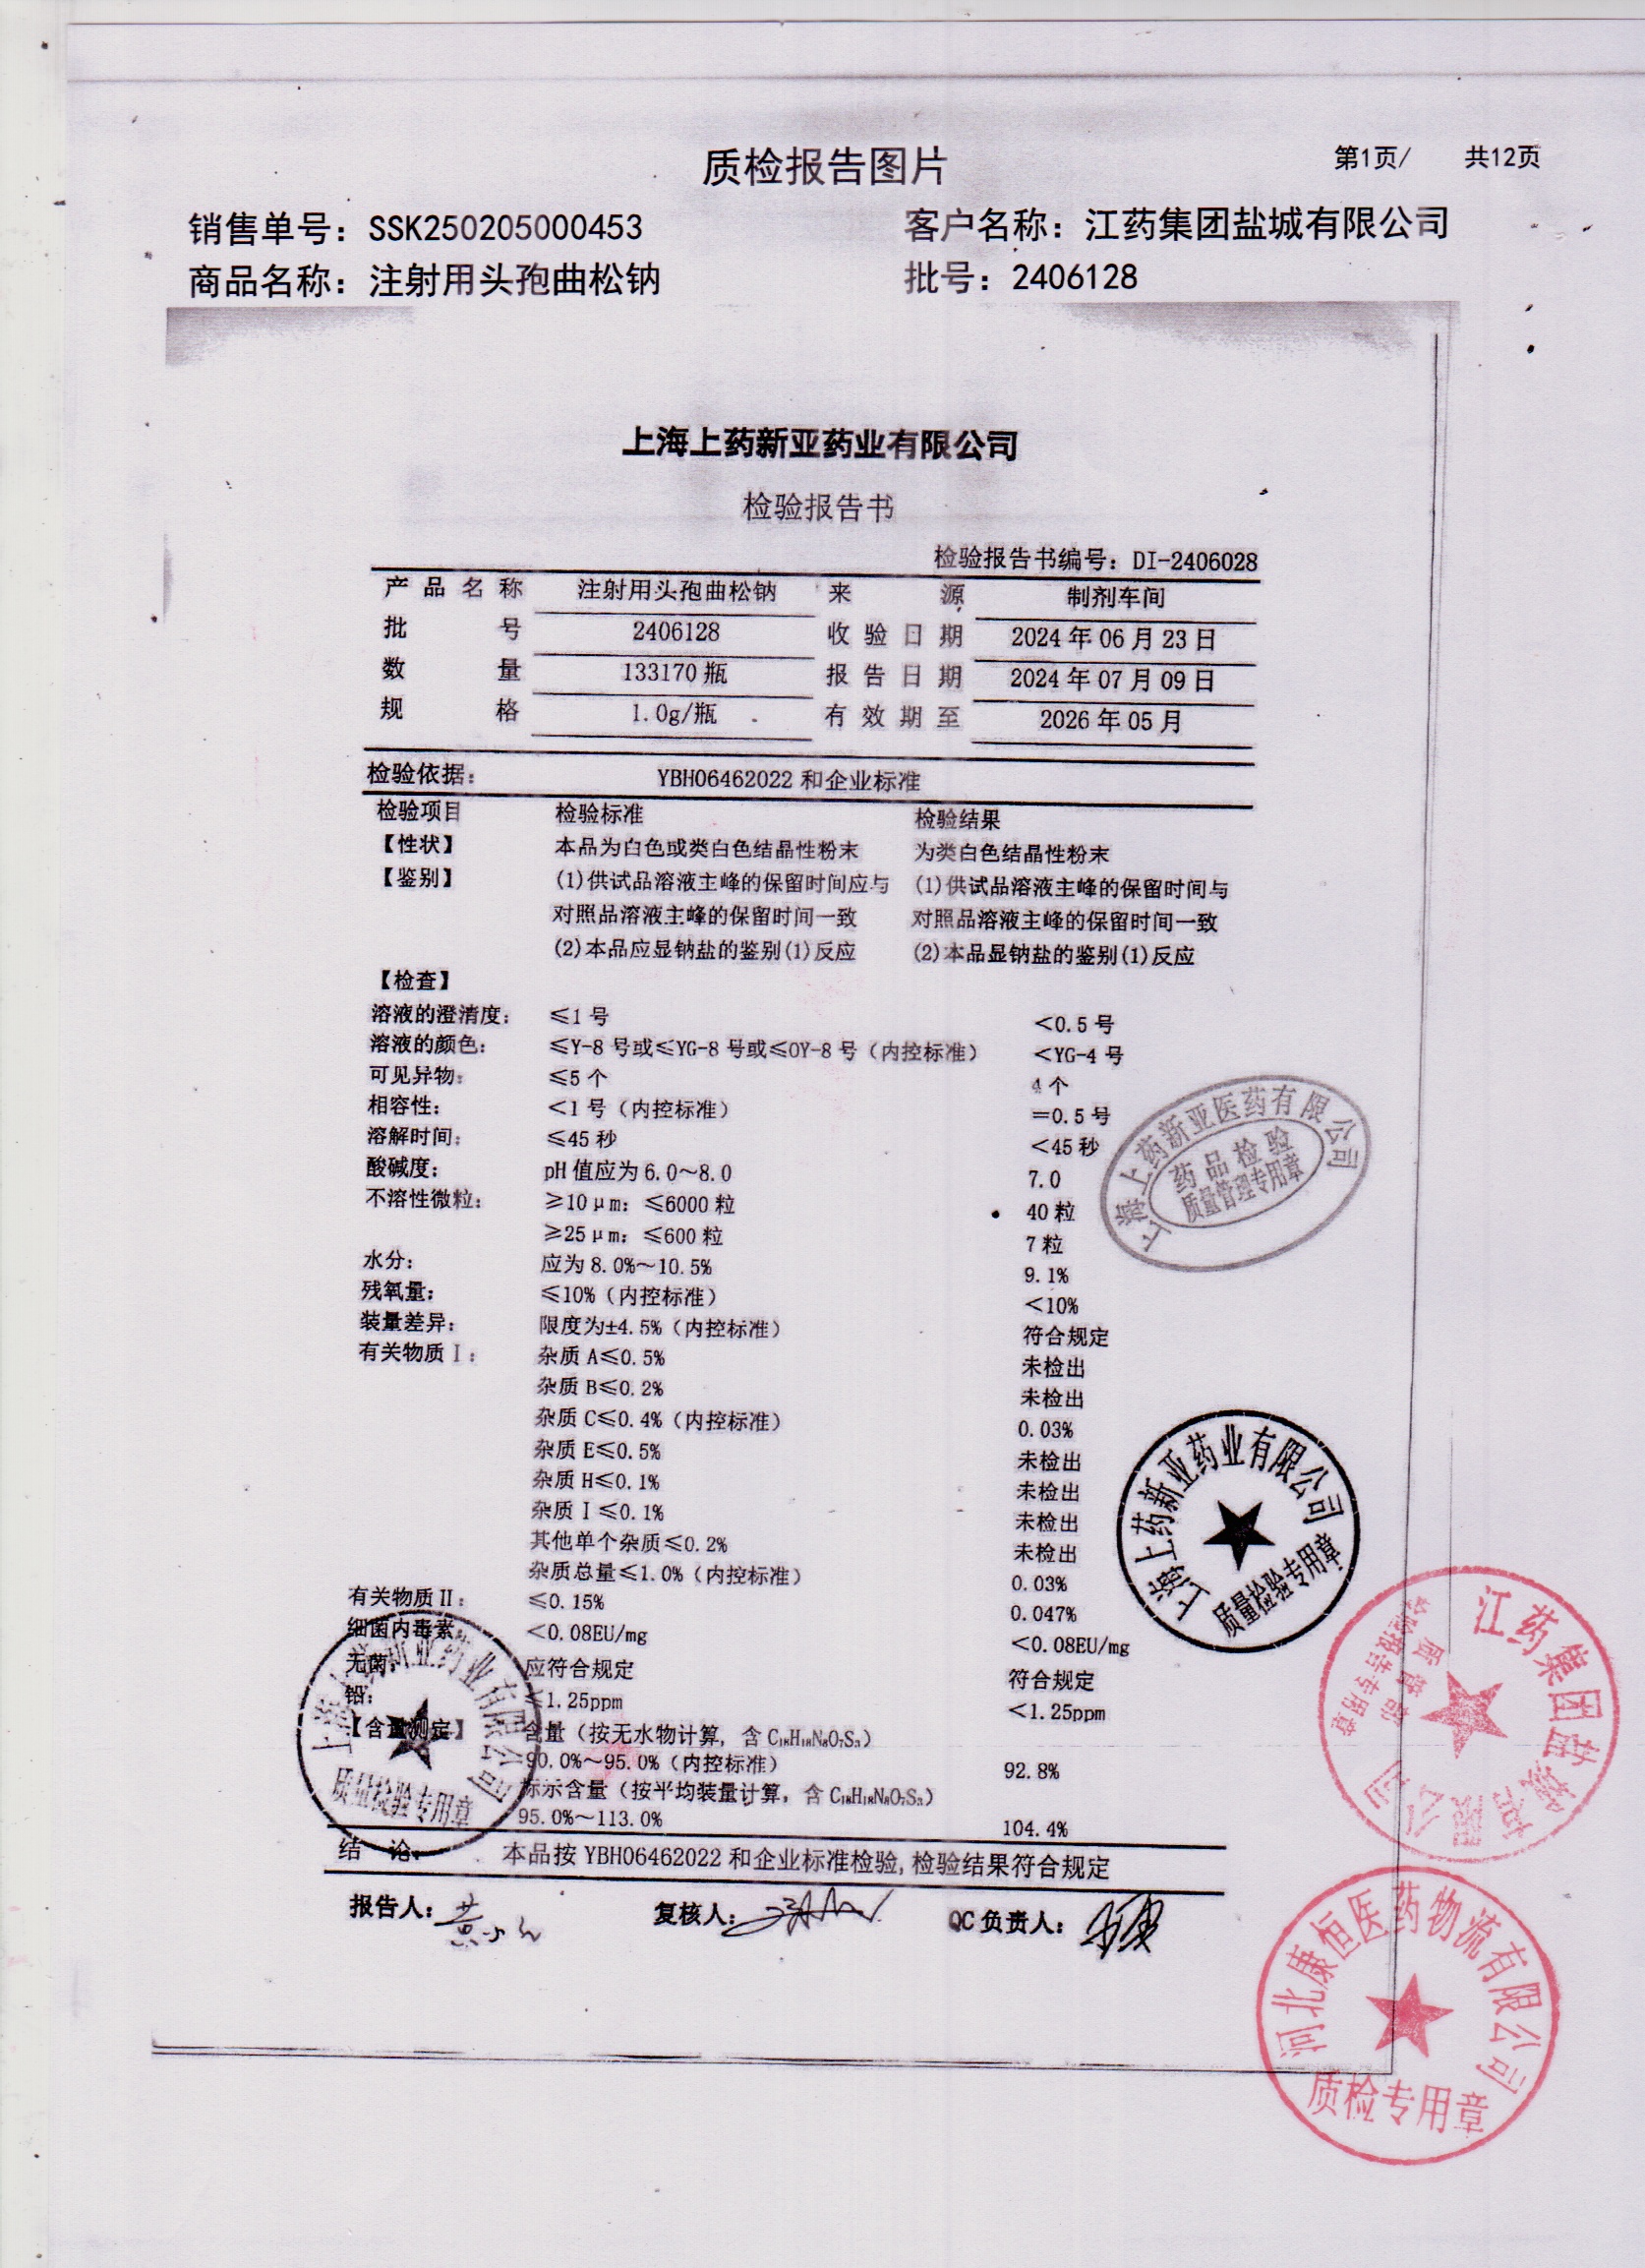 质检报告图片
第1页/ 共12页
销售单号：SSK250205000453 客户名称：江药集团盐城有限公司
商品名称：注射用头孢曲松钠 批号：2406128
上海上药新亚药业有限公司
检验报告书
检验报告书编号：DI-2406028
产品名称 注射用头孢曲松钠 来源 制剂车间
批号 2406128 收验日期 2024年06月23日
数量 133170瓶 报告日期 2024年07月09日
规格 1.0g/瓶 有效期至 2026年05月
检验依据： YBH06462022和企业标准
检验项目 检验标准 检验结果
【性状】 本品为白色或类白色结晶性粉末 为类白色结晶性粉末
【鉴别】 (1)供试品溶液主峰的保留时间应与 (1)供试品溶液主峰的保留时间与
对照品溶液主峰的保留时间一致 对照品溶液主峰的保留时间一致
(2)本品应显钠盐的鉴别(1)反应 (2)本品显钠盐的鉴别(1)反应
【检查】
溶液的澄清度： ≤1号 <0.5号
溶液的颜色： ≤Y-8号或≤YG-8号或≤OY-8号（内控标准） <YG-4号
可见异物： ≤5个 4个
相容性： <1号（内控标准） =0.5号
溶解时间： ≤45秒 <45秒
酸碱度： pH值应为6.0～8.0 7.0
不溶性微粒： ≥10μm：≤6000粒 40粒
≥25μm：≤600粒 7粒
水分： 应为8.0%～10.5% 9.1%
残氧量： ≤10%（内控标准） <10%
装量差异： 限度为±4.5%（内控标准） 符合规定
有关物质Ⅰ： 杂质A≤0.5% 未检出
杂质B≤0.2% 未检出
杂质C≤0.4%（内控标准） 0.03%
杂质E≤0.5% 未检出
杂质H≤0.1% 未检出
杂质I≤0.1% 未检出
其他单个杂质≤0.2% 未检出
杂质总量≤1.0%（内控标准） 0.03%
有关物质Ⅱ： ≤0.15% 0.047%
细菌内毒素 <0.08EU/mg <0.08EU/mg
无菌： 应符合规定 符合规定
铅： ≤1.25ppm <1.25ppm
【含量测定】 含量（按无水物计算，含C₁₈H₁₈N₈O₇S₃）
90.0%～95.0%（内控标准） 92.8%
标示含量（按平均装量计算，含C₁₈H₁₈N₈O₇S₃）
95.0%～113.0% 104.4%
结论： 本品按YBH06462022和企业标准检验,检验结果符合规定
报告人： 复核人： QC负责人：
上海上药新亚医药有限公司
药品检验
质量管理专用章
上海上药新亚药业有限公司
质量检验专用章
上海上药新亚药业有限公司
质量检验专用章
江药集团盐城有限公司
质管部
检验报告专用章
河北康恒医药物流有限公司
质检专用章